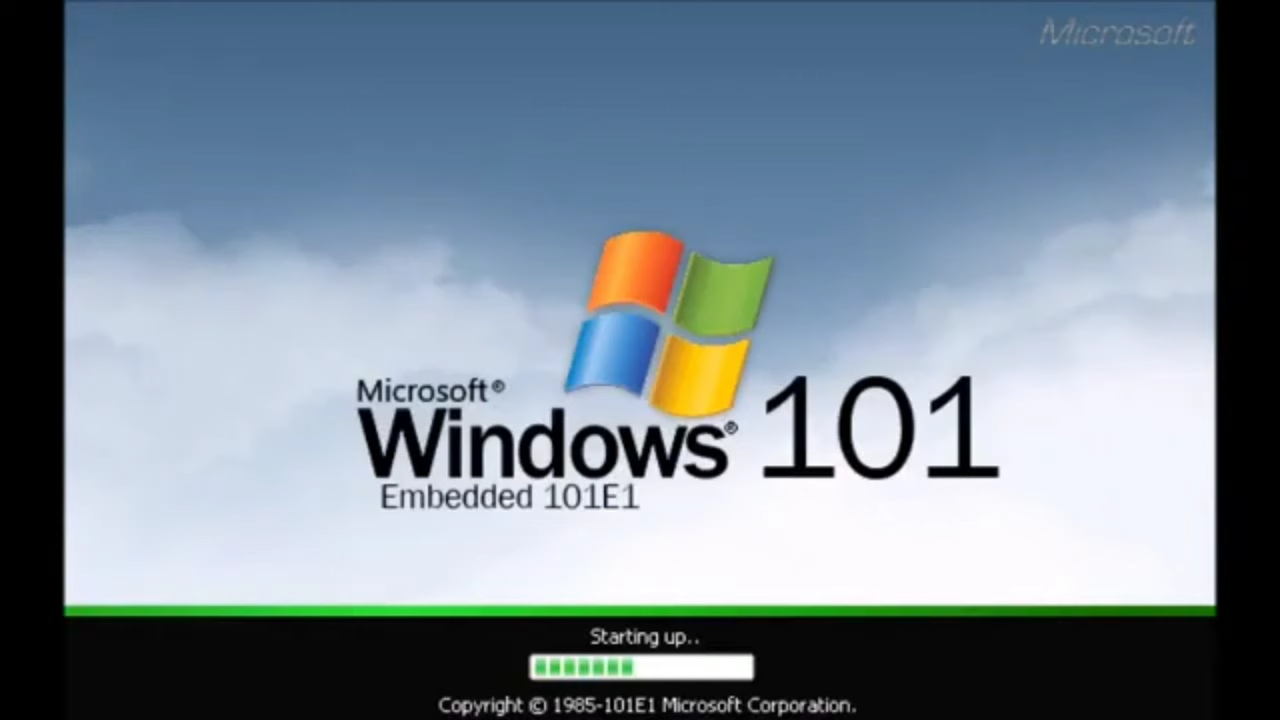 Microsoft
Microsoft®
Windows® 101
Embedded 101E1
Starting up..
Copyright © 1985-101E1 Microsoft Corporation.